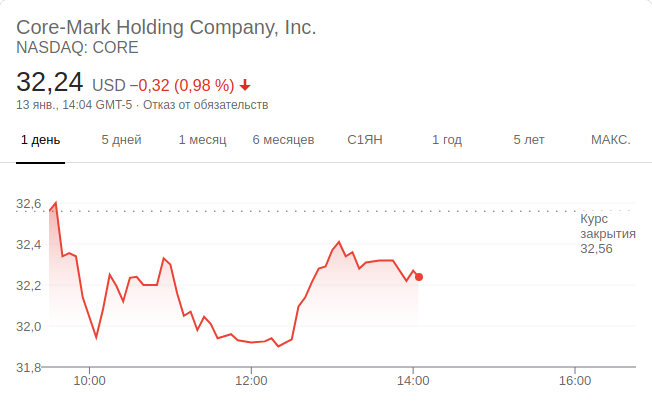 Core-Mark Holding Company, Inc.
NASDAQ: CORE
32,24 USD −0,32 (0,98 %)
13 янв., 14:04 GMT-5 · Отказ от обязательств
1 день 5 дней 1 месяц 6 месяцев С1ЯН 1 год 5 лет МАКС.
32,6
Курс
закрытия
32,56
32,4
32,2
32,0
31,8
10:00 12:00 14:00 16:00